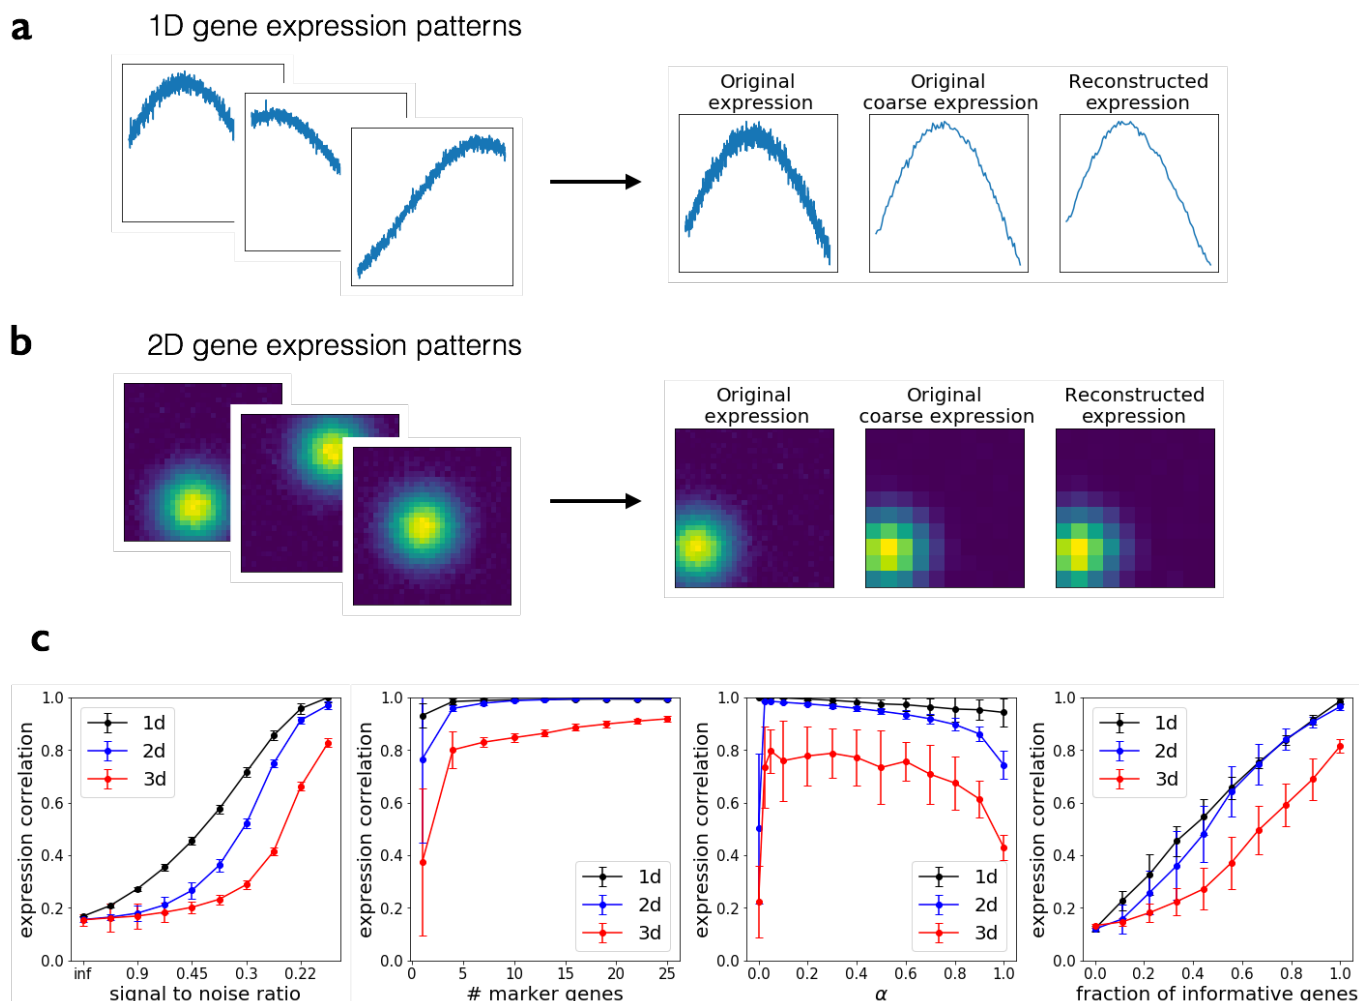 a
1D gene expression patterns
Original
expression
Original
coarse expression
Reconstructed
expression
b
2D gene expression patterns
Original
expression
Original
coarse expression
Reconstructed
expression
c
expression correlation
1.0
0.8
0.6
0.4
0.2
0.0
1d
2d
3d
inf
0.9
0.45
0.3
0.22
signal to noise ratio
expression correlation
1.0
0.8
0.6
0.4
0.2
0.0
1d
2d
3d
0
5
10
15
20
25
# marker genes
expression correlation
1.0
0.8
0.6
0.4
0.2
0.0
1d
2d
3d
0.0
0.2
0.4
0.6
0.8
1.0
α
expression correlation
1.0
0.8
0.6
0.4
0.2
0.0
1d
2d
3d
0.0
0.2
0.4
0.6
0.8
1.0
fraction of informative genes